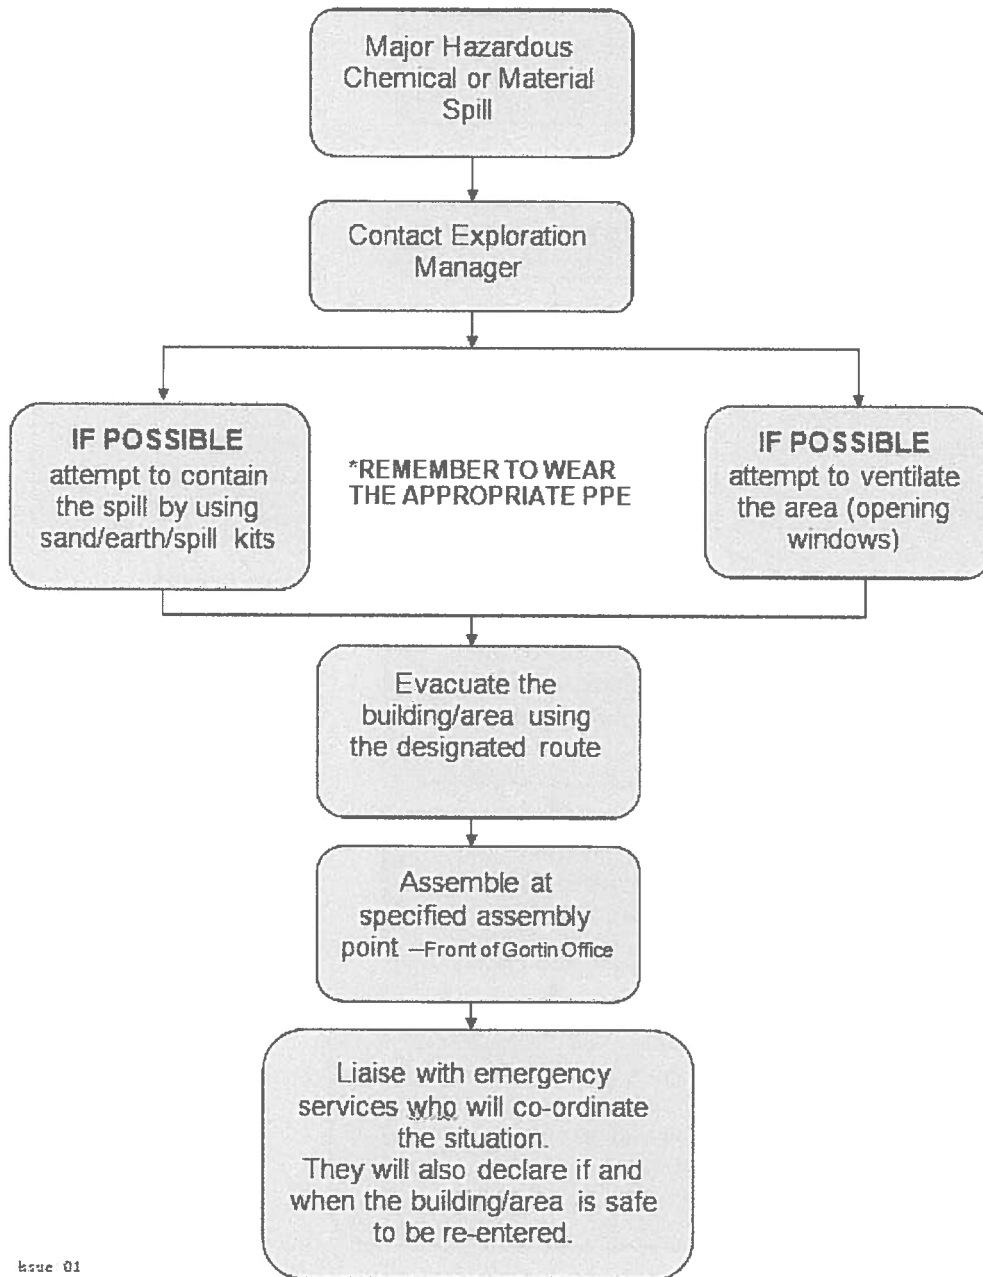 Major Hazardous
Chemical or Material
Spill
Contact Exploration
Manager
IF POSSIBLE
attempt to contain
the spill by using
sand/earth/spill kits
*REMEMBER TO WEAR
THE APPROPRIATE PPE
IF POSSIBLE
attempt to ventilate
the area (opening
windows)
Evacuate the
building/area using
the designated route
Assemble at
specified assembly
point –Front of Gortin Office
Liaise with emergency
services who will co-ordinate
the situation.
They will also declare if and
when the building/area is safe
to be re-entered.
Issue 01